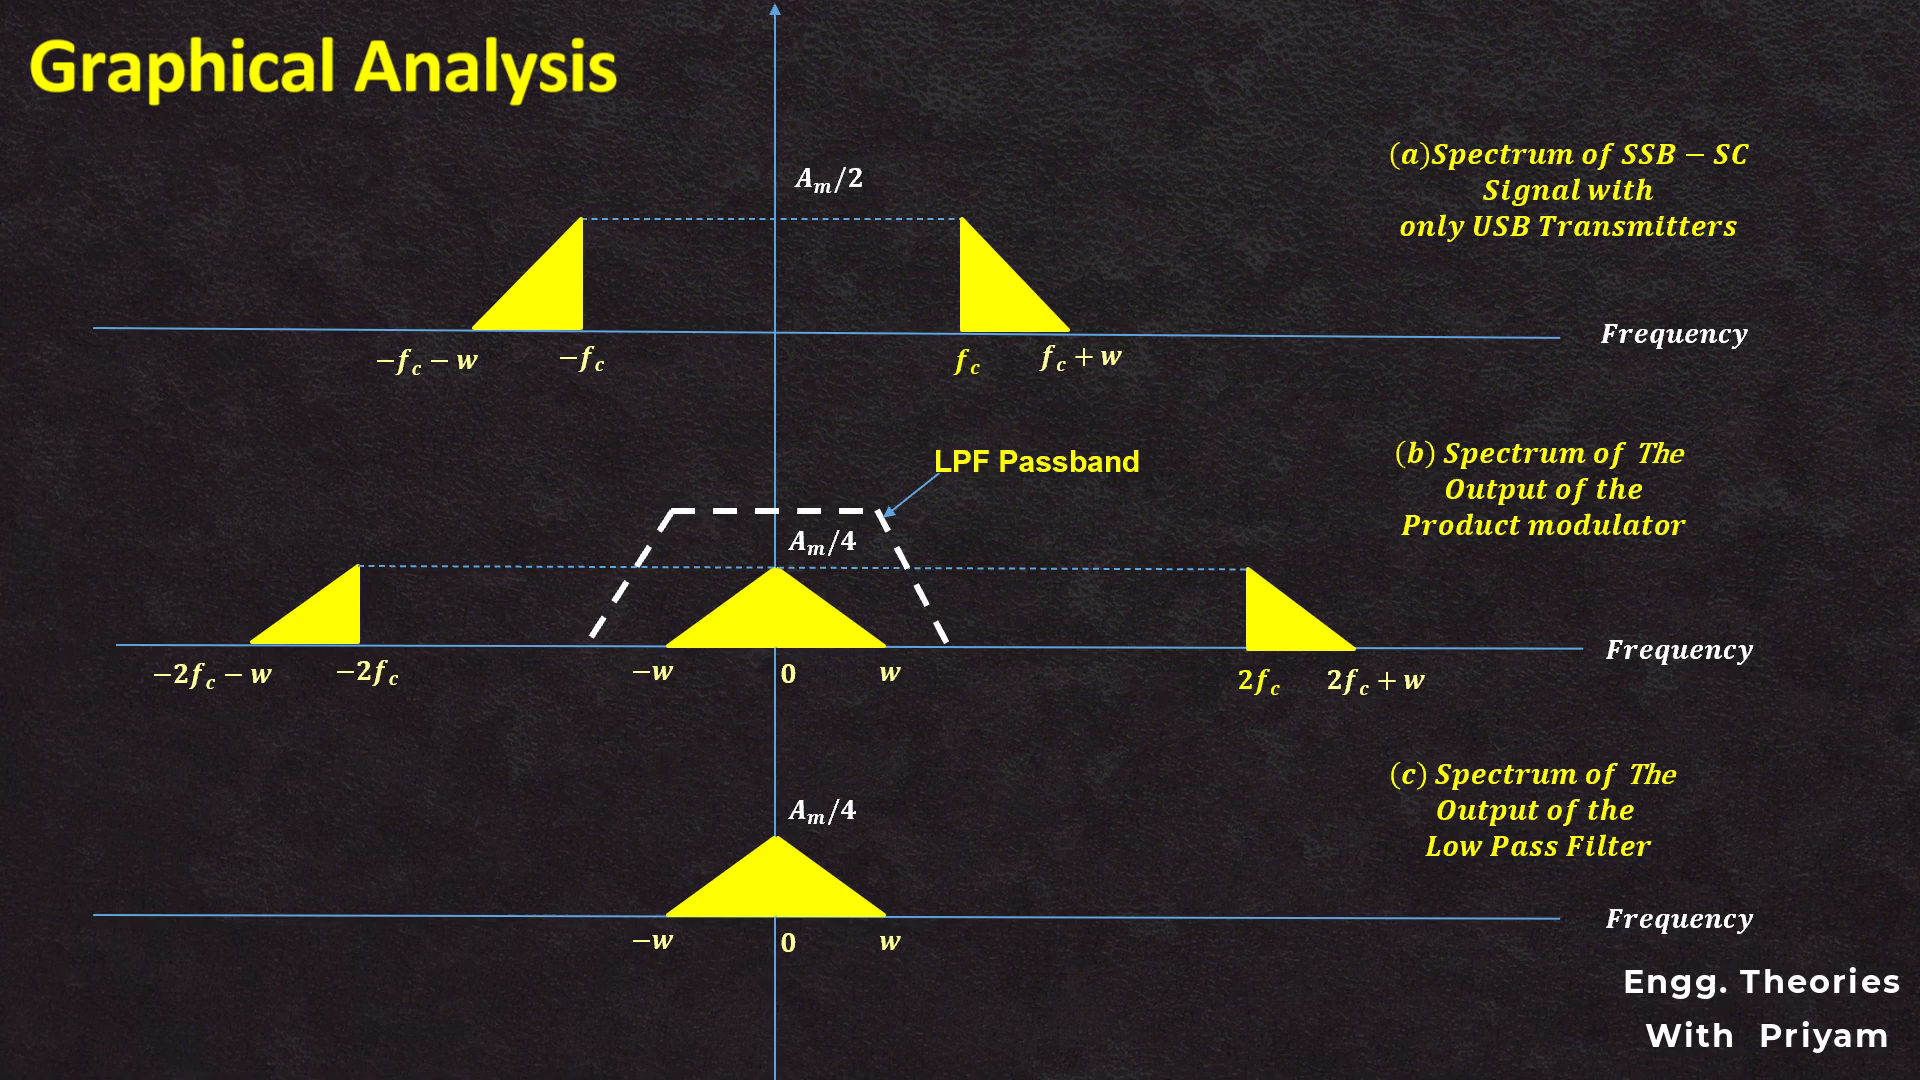 Graphical Analysis
A_m/2
(a)Spectrum of SSB − SC
Signal with
only USB Transmitters
Frequency
−f_c − w
−f_c
f_c
f_c + w
LPF Passband
(b) Spectrum of The
Output of the
Product modulator
A_m/4
Frequency
−2f_c − w
−2f_c
−w
0
w
2f_c
2f_c + w
(c) Spectrum of The
Output of the
Low Pass Filter
A_m/4
Frequency
−w
0
w
Engg. Theories
With Priyam